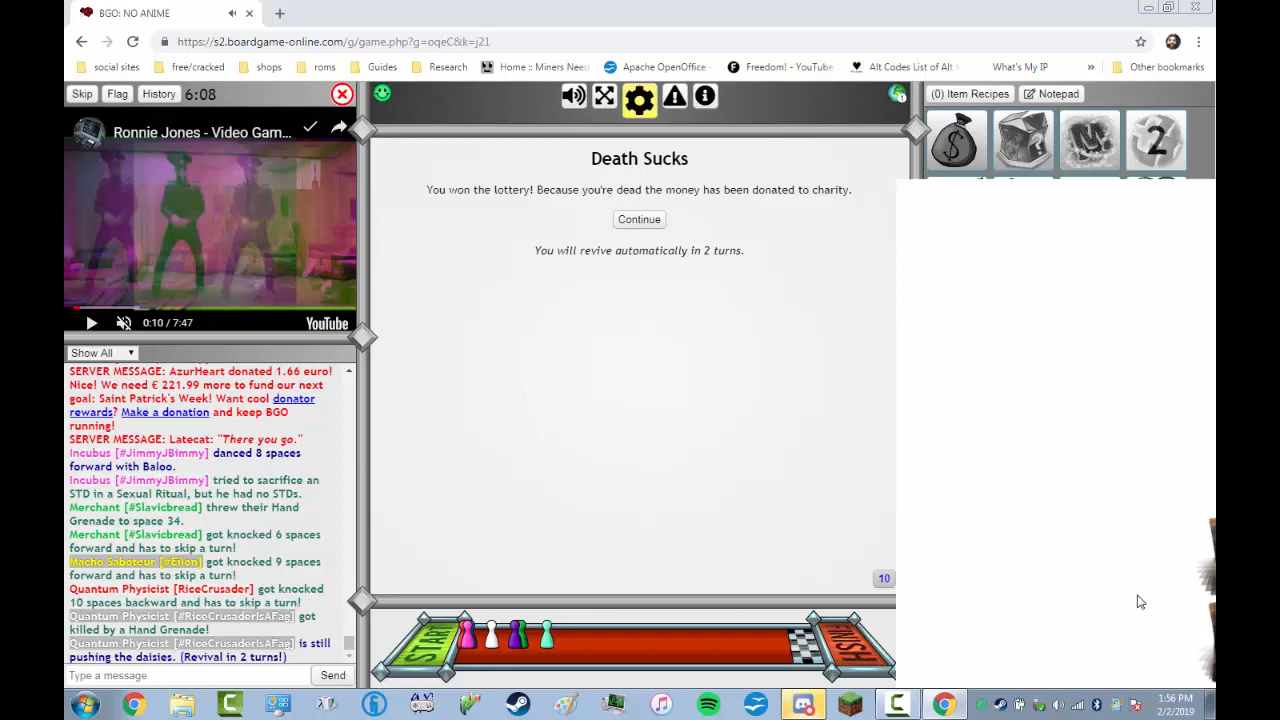 BGO: NO ANIME
https://s2.boardgame-online.com/g/game.php?g=oqeC&k=j21
social sites free/cracked shops roms Guides Research Home :: Miners Need Apache OpenOffice - Freedom! - YouTube Alt Codes List of Alt What's My IP » Other bookmarks
Skip Flag History 6:08
(0) Item Recipes Notepad
Ronnie Jones - Video Gam...
$ 2
Death Sucks
You won the lottery! Because you're dead the money has been donated to charity.
Continue
You will revive automatically in 2 turns.
0:10 / 7:47 YouTube
Show All
SERVER MESSAGE: AzurHeart donated 1.66 euro!
Nice! We need € 221.99 more to fund our next
goal: Saint Patrick's Week! Want cool donator
rewards? Make a donation and keep BGO
running!
SERVER MESSAGE: Latecat: "There you go."
Incubus [#JimmyJBimmy] danced 8 spaces
forward with Baloo.
Incubus [#JimmyJBimmy] tried to sacrifice an
STD in a Sexual Ritual, but he had no STDs.
Merchant [#Slavicbread] threw their Hand
Grenade to space 34.
Merchant [#Slavicbread] got knocked 6 spaces
forward and has to skip a turn!
Macho Saboteur [#Eilon] got knocked 9 spaces
forward and has to skip a turn!
Quantum Physicist [RiceCrusader] got knocked
10 spaces backward and has to skip a turn!
Quantum Physicist [#RiceCrusaderIsAFag] got
killed by a Hand Grenade!
Quantum Physicist [#RiceCrusaderIsAFag] is still
pushing the daisies. (Revival in 2 turns!)
10
START FINISH
Type a message Send
1:56 PM
2/2/2019